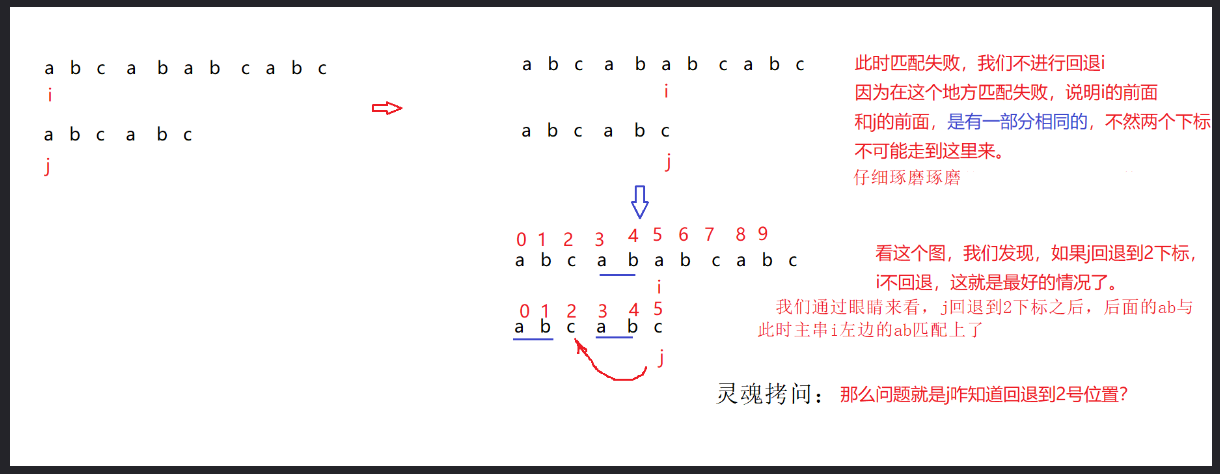 a b c a b a b c a b c
i
a b c a b c
j
a b c a b a b c a b c
i
a b c a b c
j
此时匹配失败，我们不进行回退i
因为在这个地方匹配失败，说明i的前面
和j的前面，是有一部分相同的，不然两个下标
不可能走到这里来。
仔细琢磨琢磨
0 1 2 3 4 5 6 7 8 9
a b c a b a b c a b c
i
0 1 2 3 4 5
a b c a b c
j
看这个图，我们发现，如果j回退到2下标，
i不回退，这就是最好的情况了。
我们通过眼睛来看，j回退到2下标之后，后面的ab与
此时主串i左边的ab匹配上了
灵魂拷问：那么问题就是j咋知道回退到2号位置？